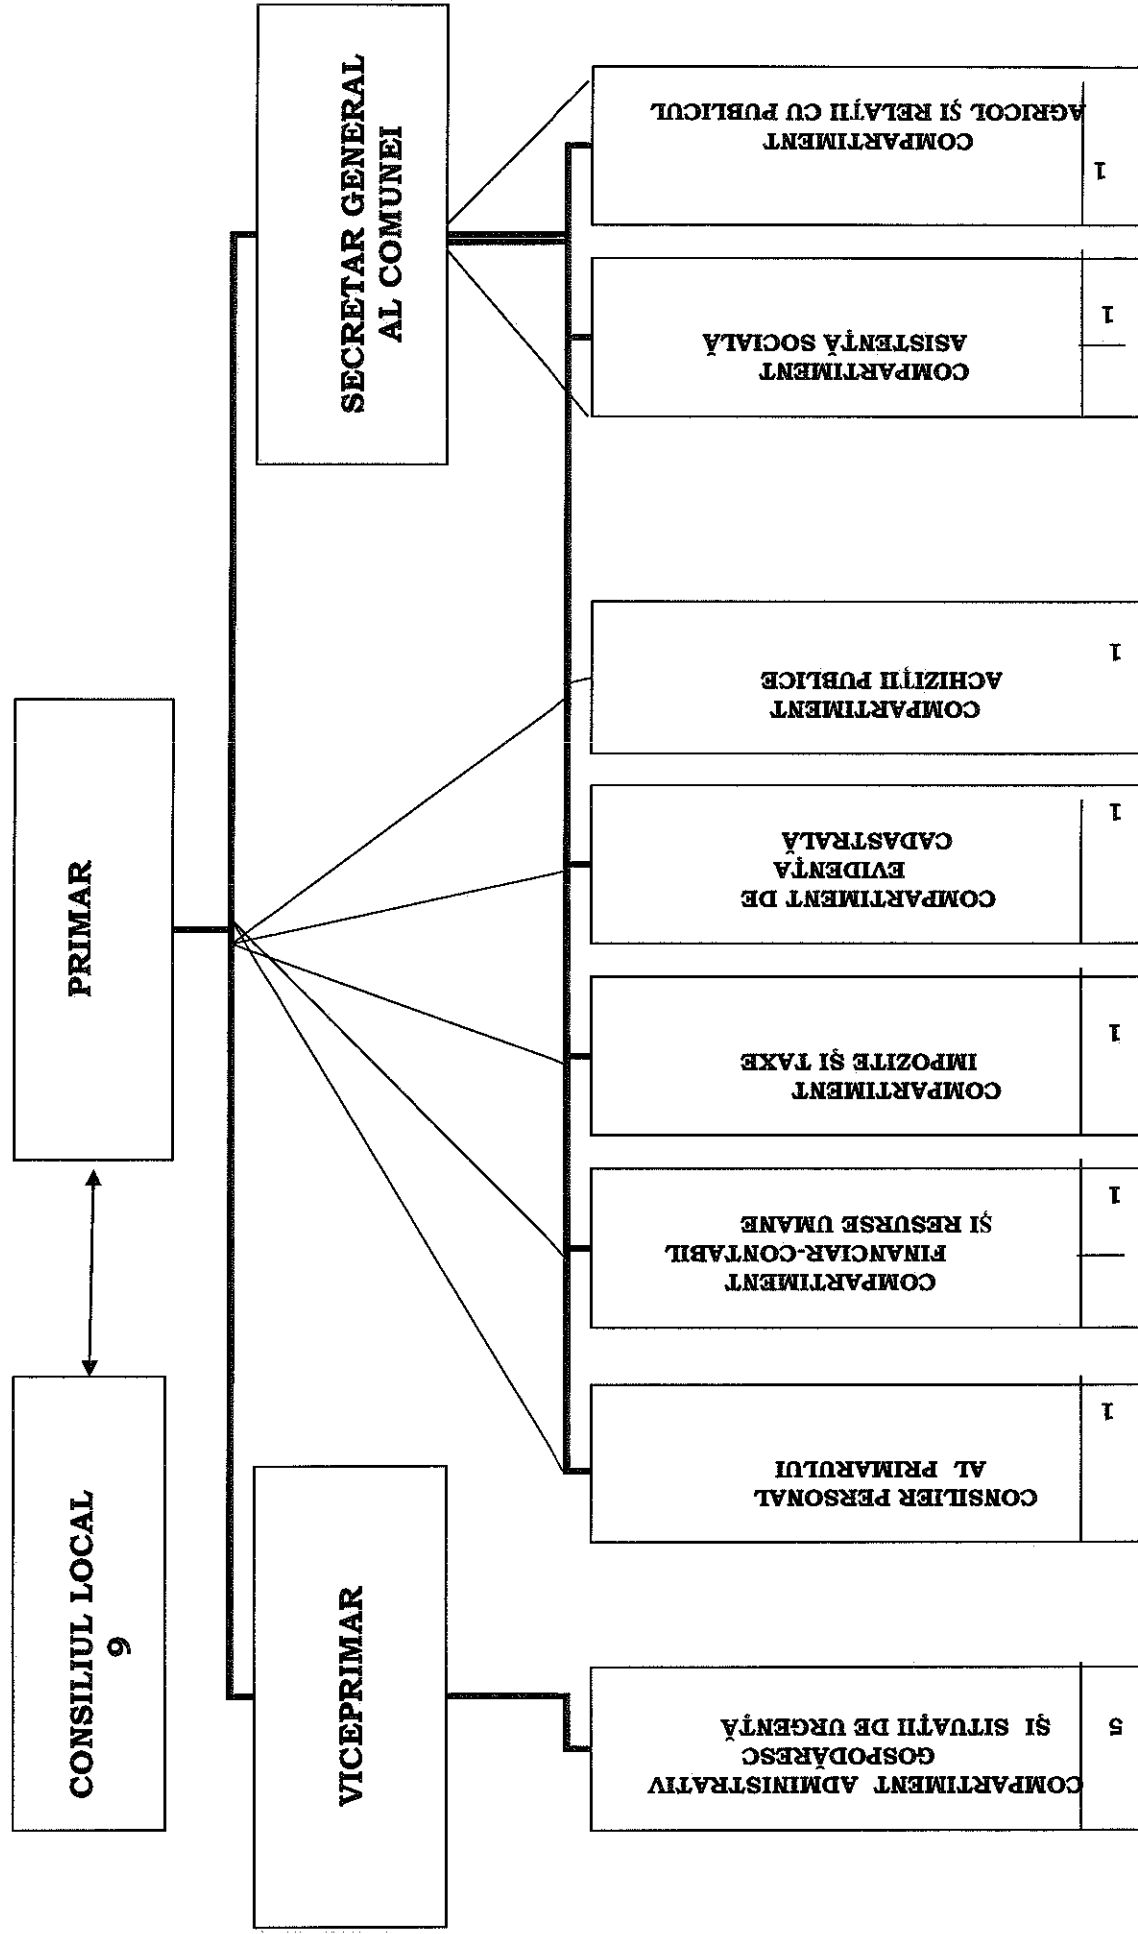 CONSILIUL LOCAL
9
PRIMAR
VICEPRIMAR
SECRETAR GENERAL
AL COMUNEI
COMPARTIMENT ADMINISTRATIV
GOSPODĂRESC
ȘI SITUAȚII DE URGENȚĂ
5
CONSILIER PERSONAL
AL PRIMARULUI
1
COMPARTIMENT
FINANCIAR-CONTABIL
ȘI RESURSE UMANE
1
COMPARTIMENT
IMPOZITE ȘI TAXE
1
COMPARTIMENT DE
EVIDENȚĂ
CADASTRALĂ
1
COMPARTIMENT
ACHIZIȚII PUBLICE
1
COMPARTIMENT
ASISTENȚĂ SOCIALĂ
1
COMPARTIMENT
AGRICOL ȘI RELAȚII CU PUBLICUL
1